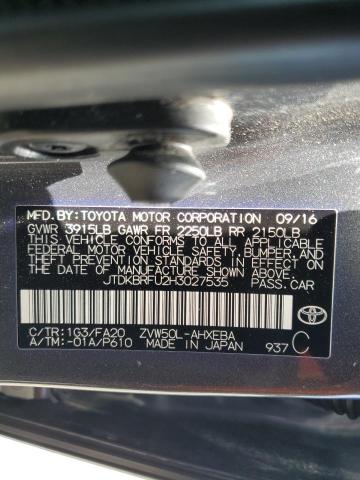 MFD.BY:TOYOTA MOTOR CORPORATION 09/16
GVWR 3915LB GAWR FR 2250LB RR 2150LB
THIS VEHICLE CONFORMS TO ALL APPLICABLE
FEDERAL MOTOR VEHICLE SAFETY, BUMPER, AND
THEFT PREVENTION STANDARDS IN EFFECT ON
THE DATE OF MANUFACTURE SHOWN ABOVE.
JTDKBRFU2H3027535 PASS.CAR
C/TR:1G3/FA20 ZVW50L-AHXEBA
A/TM:-01A/P610 MADE IN JAPAN 937 C
TOYOTA